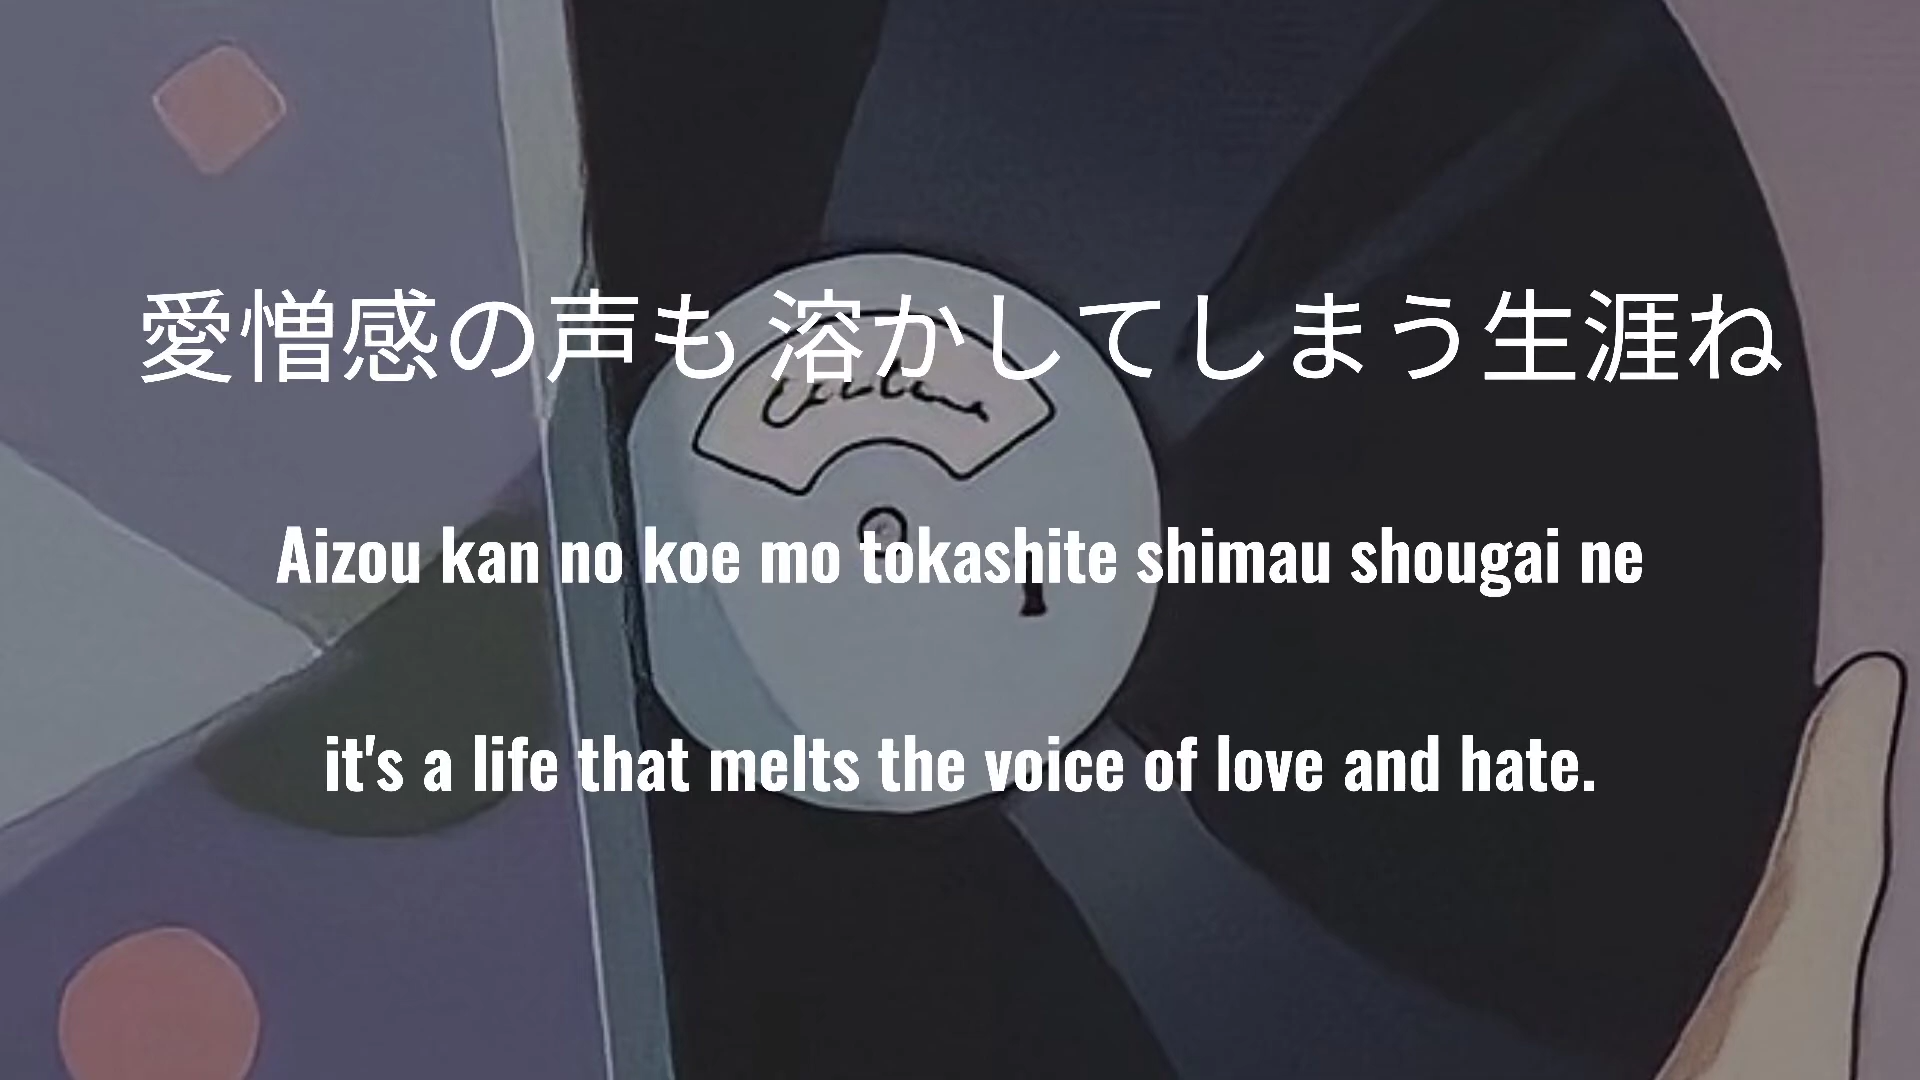 愛憎感の声も 溶かしてしまう生涯ね
Aizou kan no koe mo tokashite shimau shougai ne
it's a life that melts the voice of love and hate.